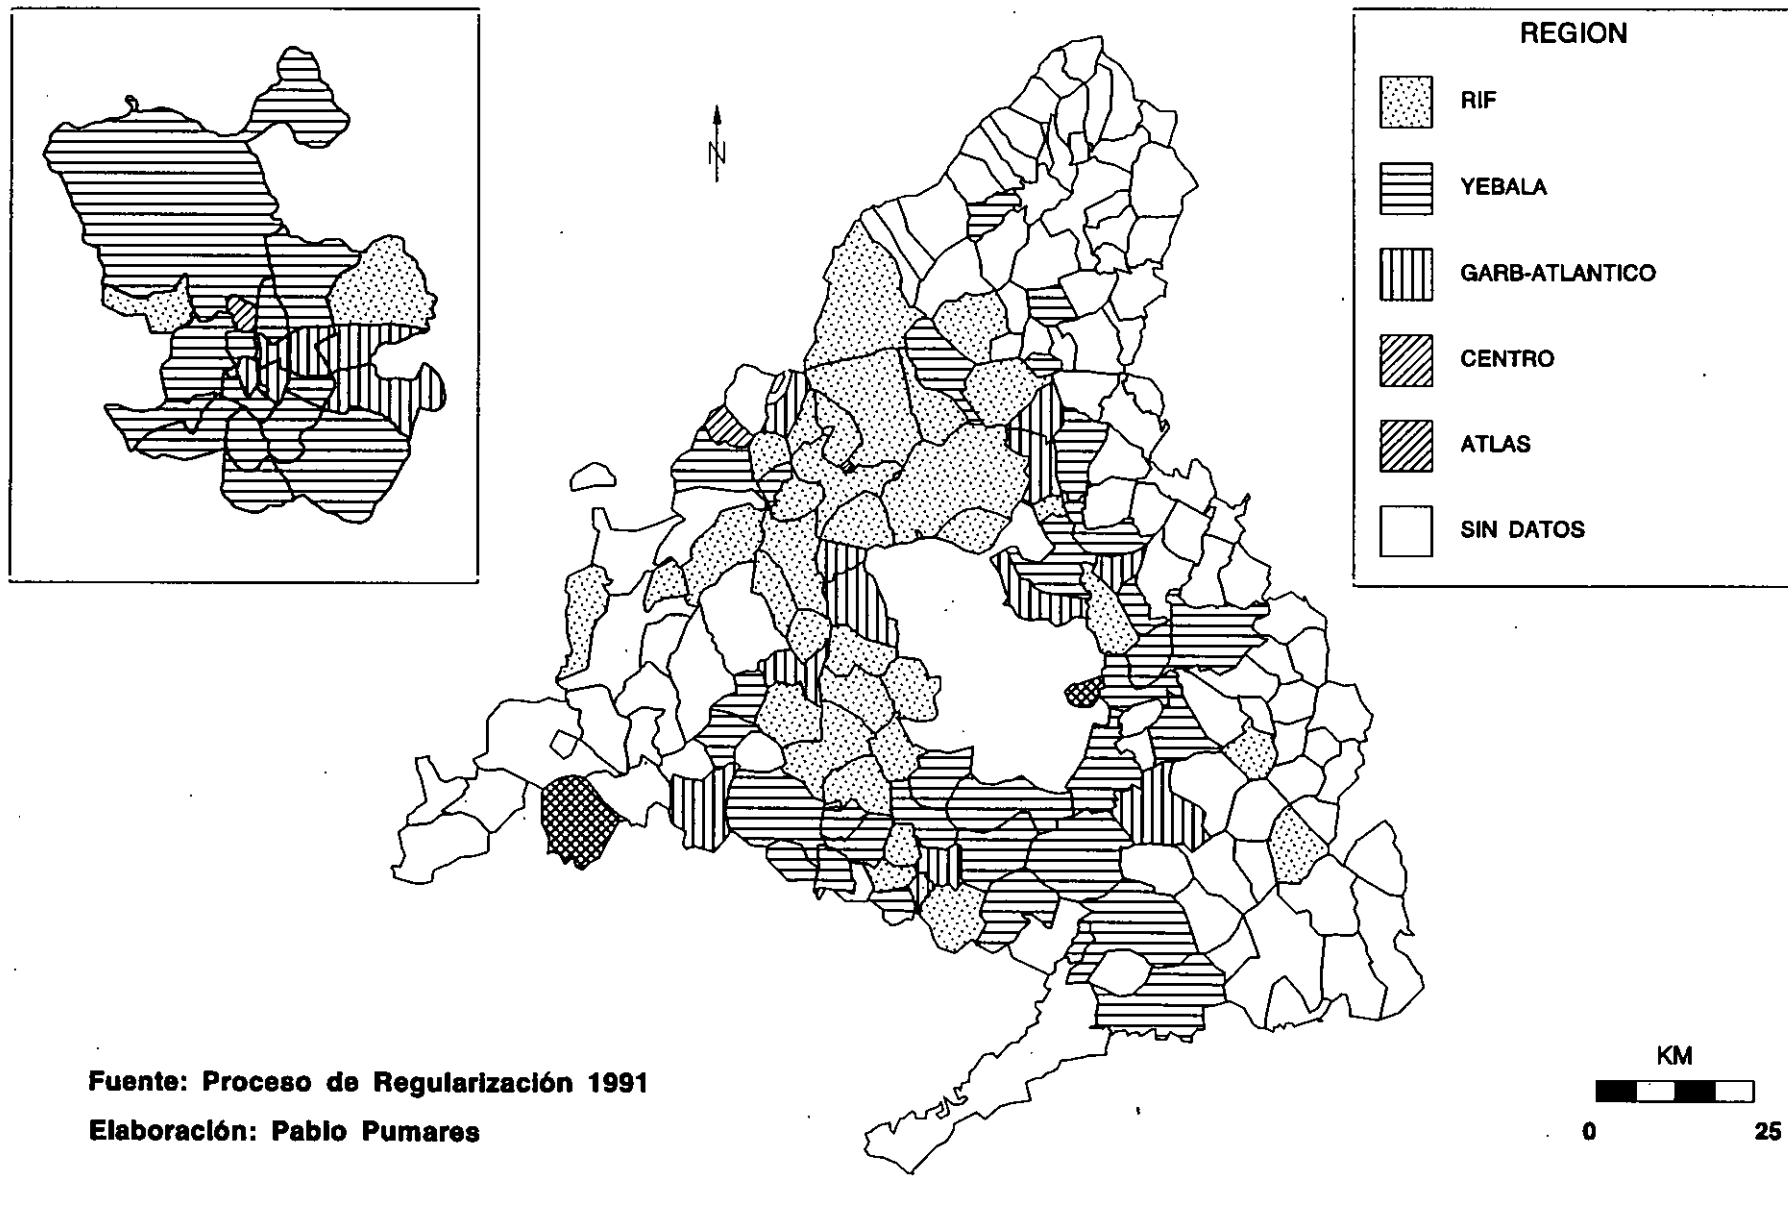 REGION
RIF
YEBALA
GARB-ATLANTICO
CENTRO
ATLAS
SIN DATOS
N
Fuente: Proceso de Regularización 1991
Elaboración: Pablo Pumares
KM
0 25